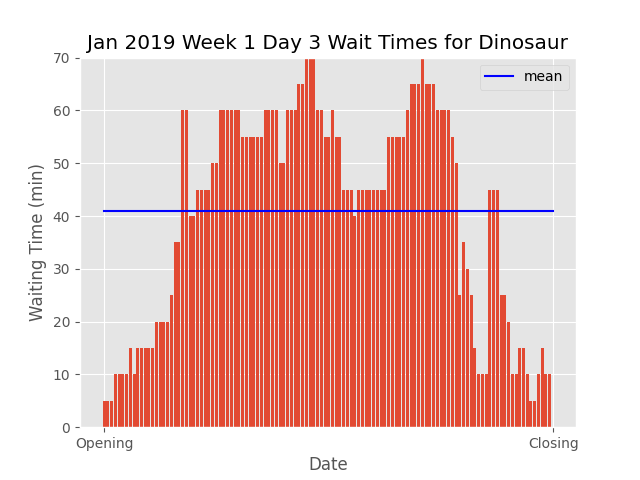 Jan 2019 Week 1 Day 3 Wait Times for Dinosaur
mean
70
60
50
40
30
20
10
0
Waiting Time (min)
Opening Closing
Date